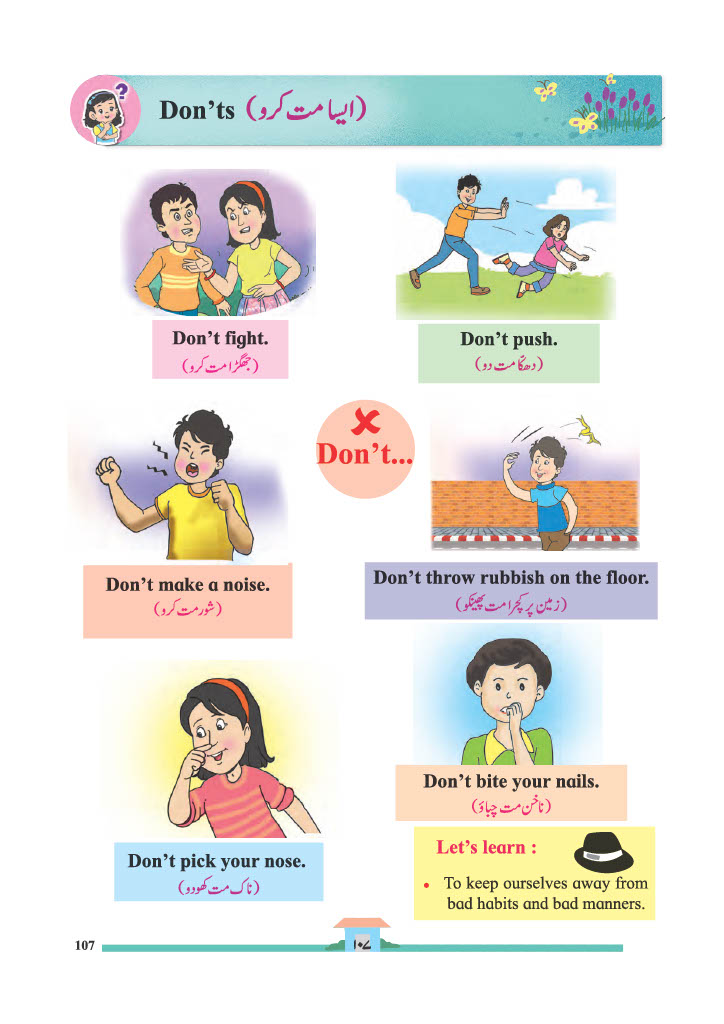 Don'ts (ایسا مت کرو)
Don't fight.
(جھگڑا مت کرو)
Don't push.
(دھکّا مت دو)
✘
Don't...
Don't make a noise.
(شور مت کرو)
Don't throw rubbish on the floor.
(زمین پر کچرا مت پھینکو)
Don't pick your nose.
(ناک مت کھودو)
Don't bite your nails.
(ناخن مت چباؤ)
Let's learn :
• To keep ourselves away from
bad habits and bad manners.
107
۱۰۷